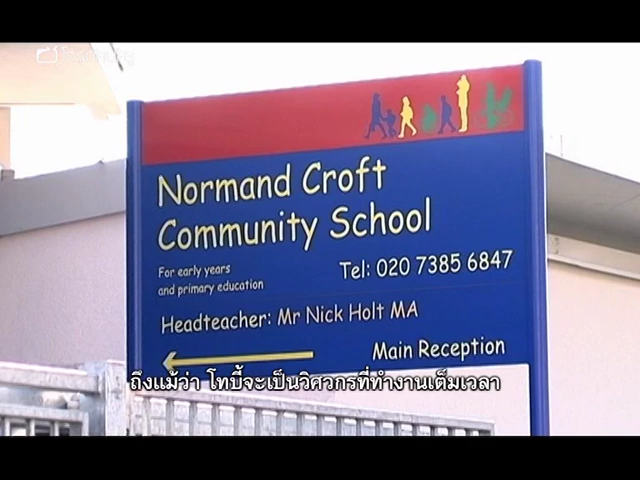 Normand Croft
Community School
For early years
and primary education
Tel: 020 7385 6847
Headteacher: Mr Nick Holt MA
Main Reception
ถึงแม้ว่า โทบี้จะเป็นวิศวกรที่ทำงานเต็มเวลา